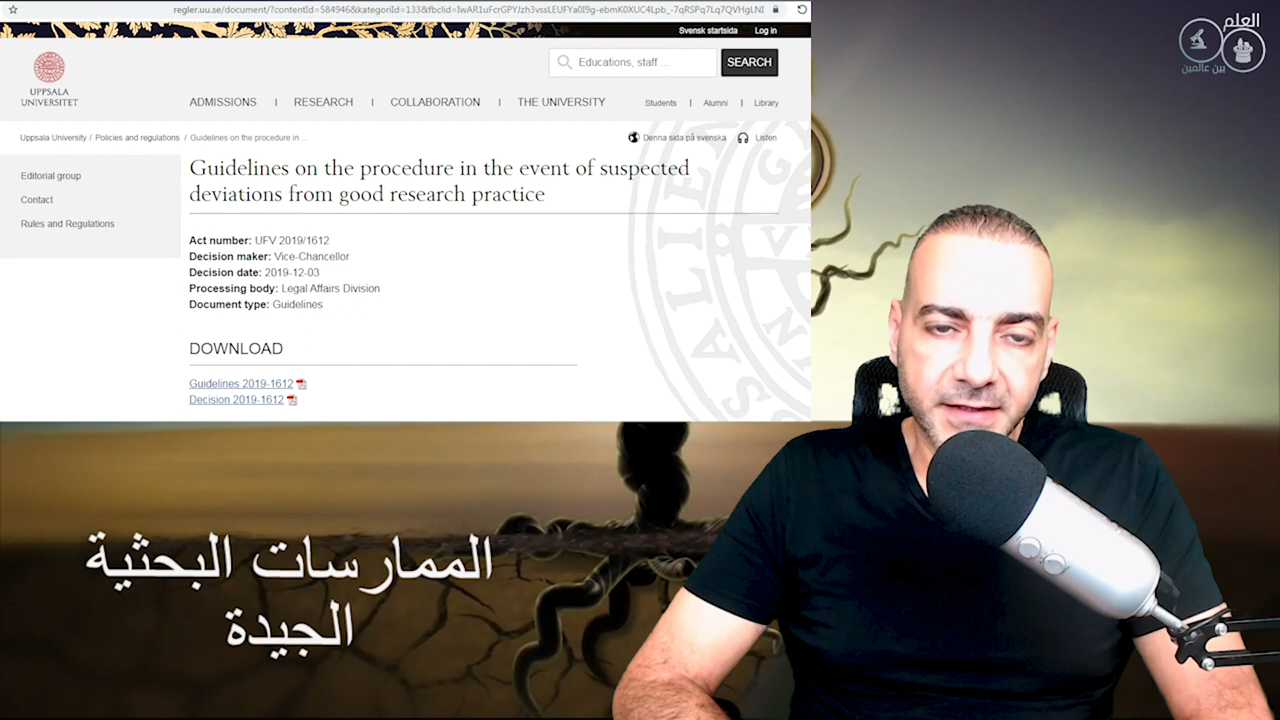 regler.uu.se/document/?contentId=584946&kategoriId=133&fbclid=IwAR1uFcrGPYJzh3vssLEUFYa0I9g-ebmK0XUC4Lpb_-7qRSPq7Lq7QVHgLNI
Svensk startsida Log in
UPPSALA
UNIVERSITET
Educations, staff ... SEARCH
ADMISSIONS | RESEARCH | COLLABORATION | THE UNIVERSITY Students | Alumni | Library
Uppsala University / Policies and regulations / Guidelines on the procedure in ... Denna sida på svenska Listen
Editorial group
Contact
Rules and Regulations
Guidelines on the procedure in the event of suspected
deviations from good research practice
Act number: UFV 2019/1612
Decision maker: Vice-Chancellor
Decision date: 2019-12-03
Processing body: Legal Affairs Division
Document type: Guidelines
DOWNLOAD
Guidelines 2019-1612
Decision 2019-1612
العلم
بين عالمين
الممارسات البحثية
الجيدة